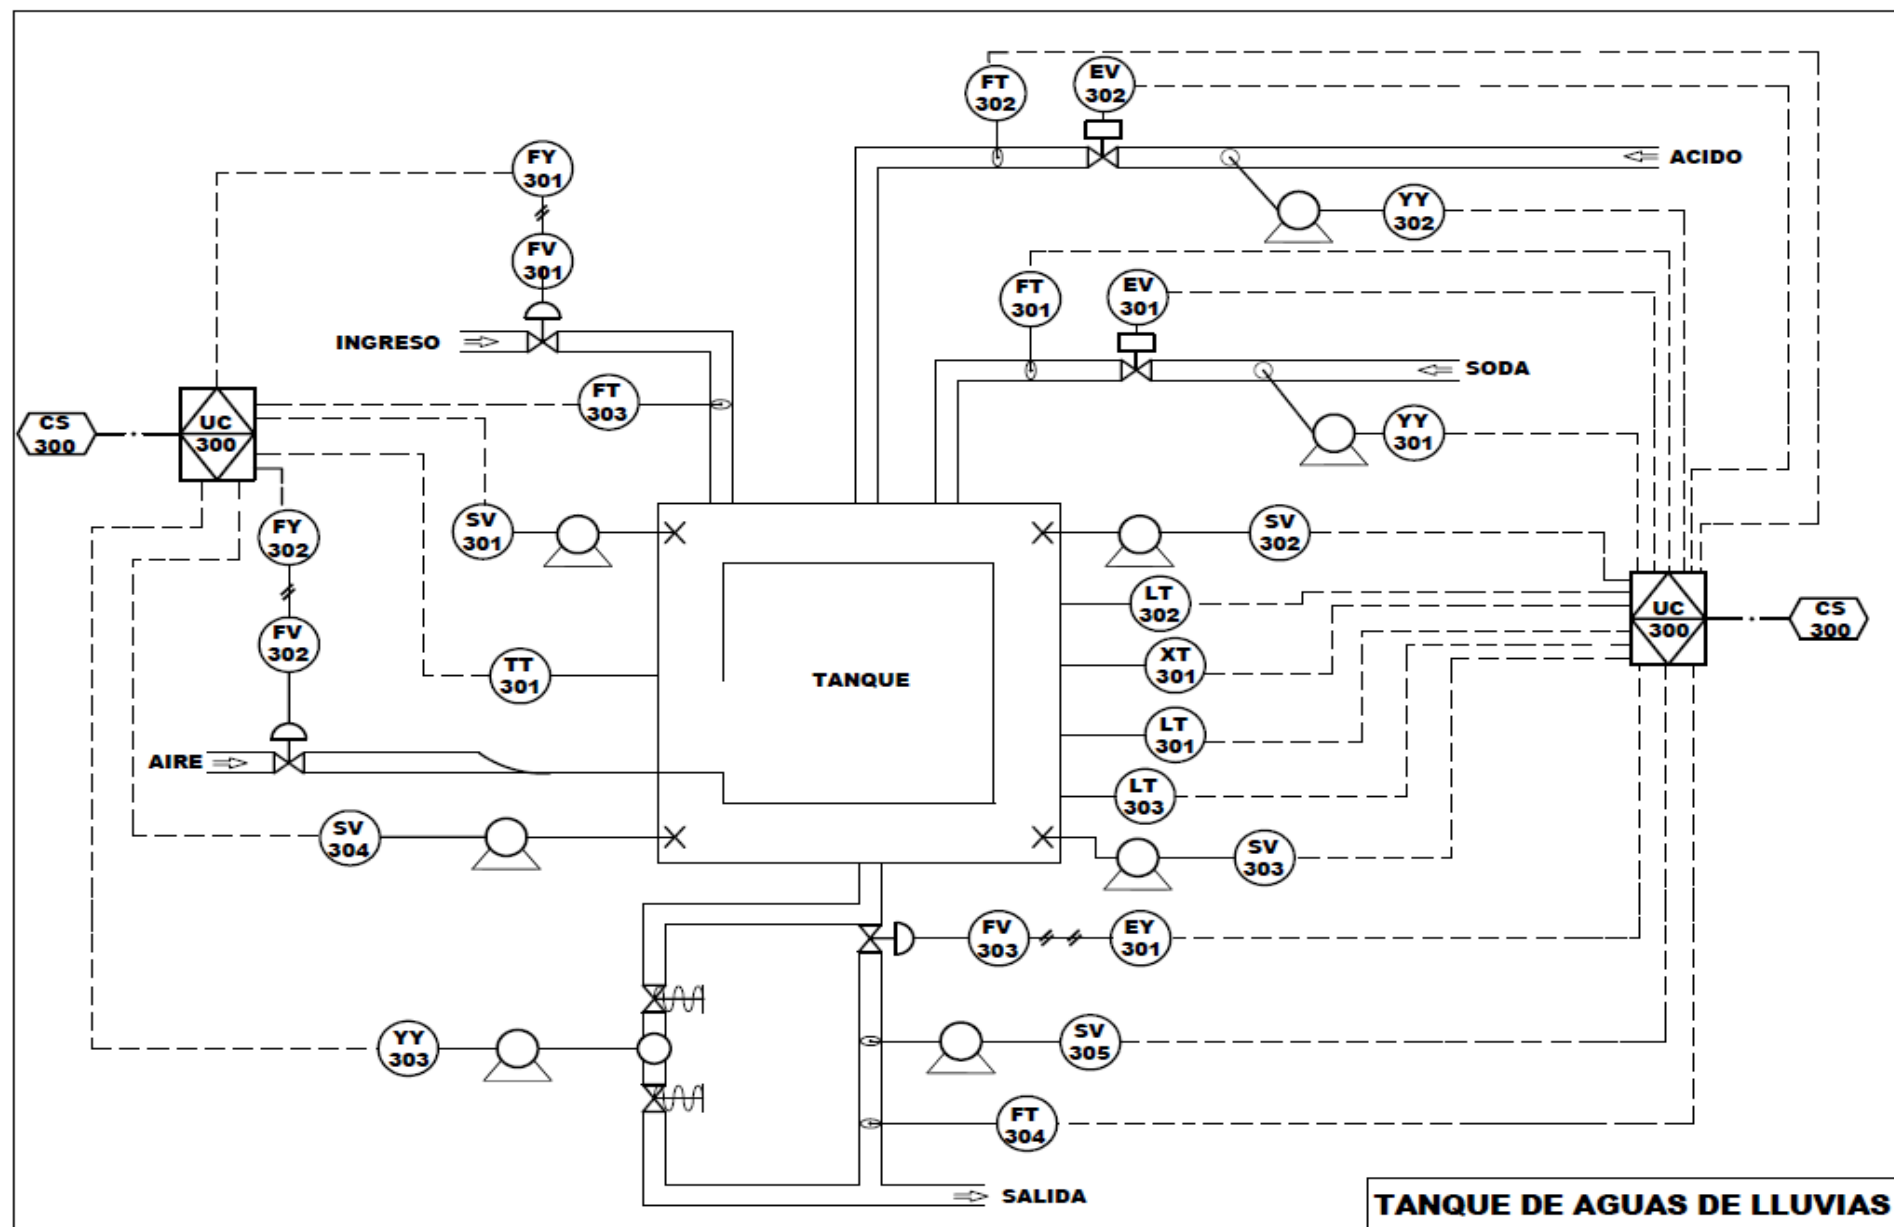 FT
302
EV
302
ACIDO
FY
301
YY
302
FV
301
FT
301
EV
301
INGRESO
SODA
FT
303
CS
300
UC
300
YY
301
SV
301
FY
302
SV
302
LT
302
UC
300
CS
300
FV
302
TT
301
XT
301
TANQUE
LT
301
AIRE
LT
303
SV
304
SV
303
FV
303
EY
301
YY
303
SV
305
FT
304
SALIDA
TANQUE DE AGUAS DE LLUVIAS